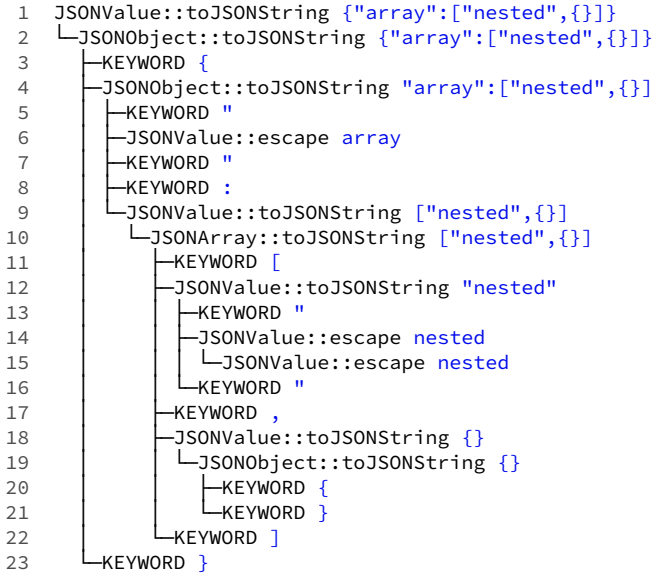 1 JSONValue::toJSONString {"array":["nested",{}]}
2 └─JSONObject::toJSONString {"array":["nested",{}]}
3 ├─KEYWORD {
4 ├─JSONObject::toJSONString "array":["nested",{}]
5 │ ├─KEYWORD "
6 │ ├─JSONValue::escape array
7 │ ├─KEYWORD "
8 │ ├─KEYWORD :
9 │ └─JSONValue::toJSONString ["nested",{}]
10 │ └─JSONArray::toJSONString ["nested",{}]
11 │ ├─KEYWORD [
12 │ ├─JSONValue::toJSONString "nested"
13 │ │ ├─KEYWORD "
14 │ │ ├─JSONValue::escape nested
15 │ │ │ └─JSONValue::escape nested
16 │ │ └─KEYWORD "
17 │ ├─KEYWORD ,
18 │ ├─JSONValue::toJSONString {}
19 │ │ └─JSONObject::toJSONString {}
20 │ │ ├─KEYWORD {
21 │ │ └─KEYWORD }
22 │ └─KEYWORD ]
23 └─KEYWORD }